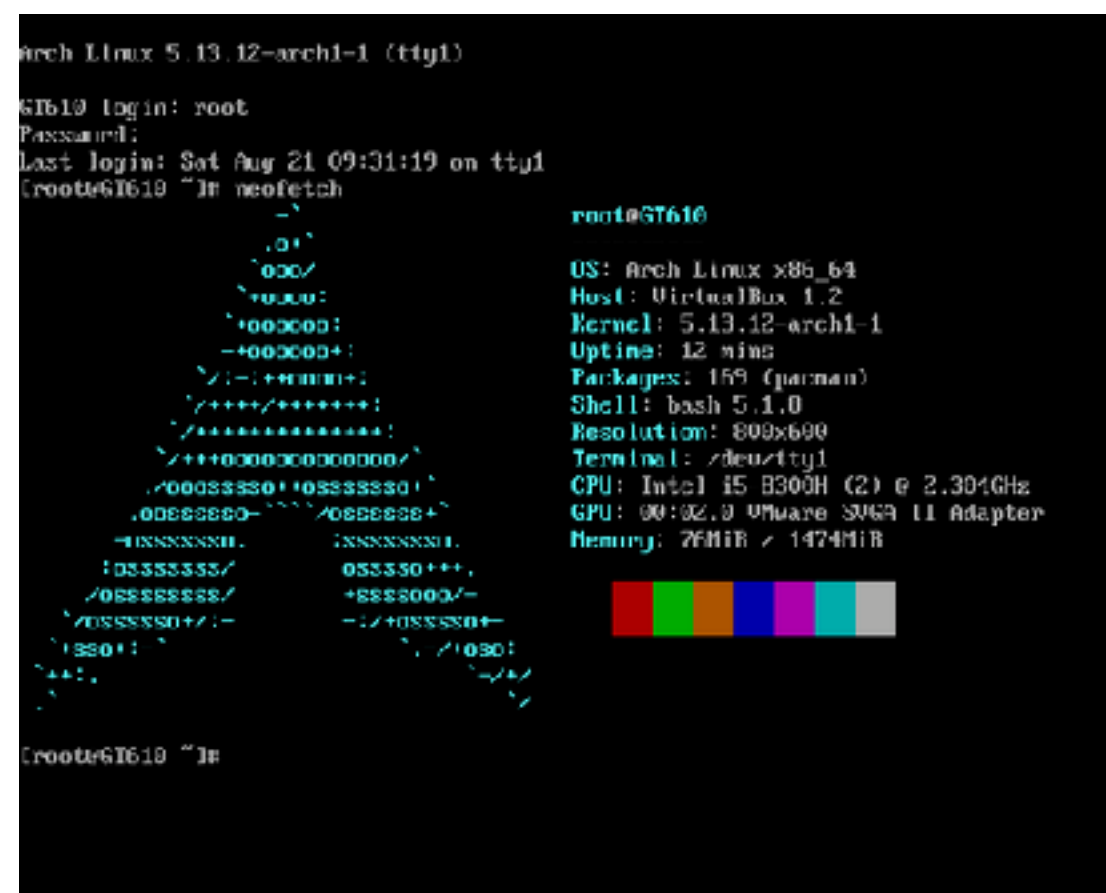 Arch Linux 5.13.12-arch1-1 (tty1)
GT610 login: root
Password:
Last login: Sat Aug 21 09:31:19 on tty1
[root@GT610 ~]# neofetch
root@GT610
OS: Arch Linux x86_64
Host: VirtualBox 1.2
Kernel: 5.13.12-arch1-1
Uptime: 12 mins
Packages: 169 (pacman)
Shell: bash 5.1.8
Resolution: 800x600
Terminal: /dev/tty1
CPU: Intel i5 8300H (2) @ 2.304GHz
GPU: 00:02.0 VMware SVGA II Adapter
Memory: 76MiB / 1474MiB
[root@GT610 ~]#